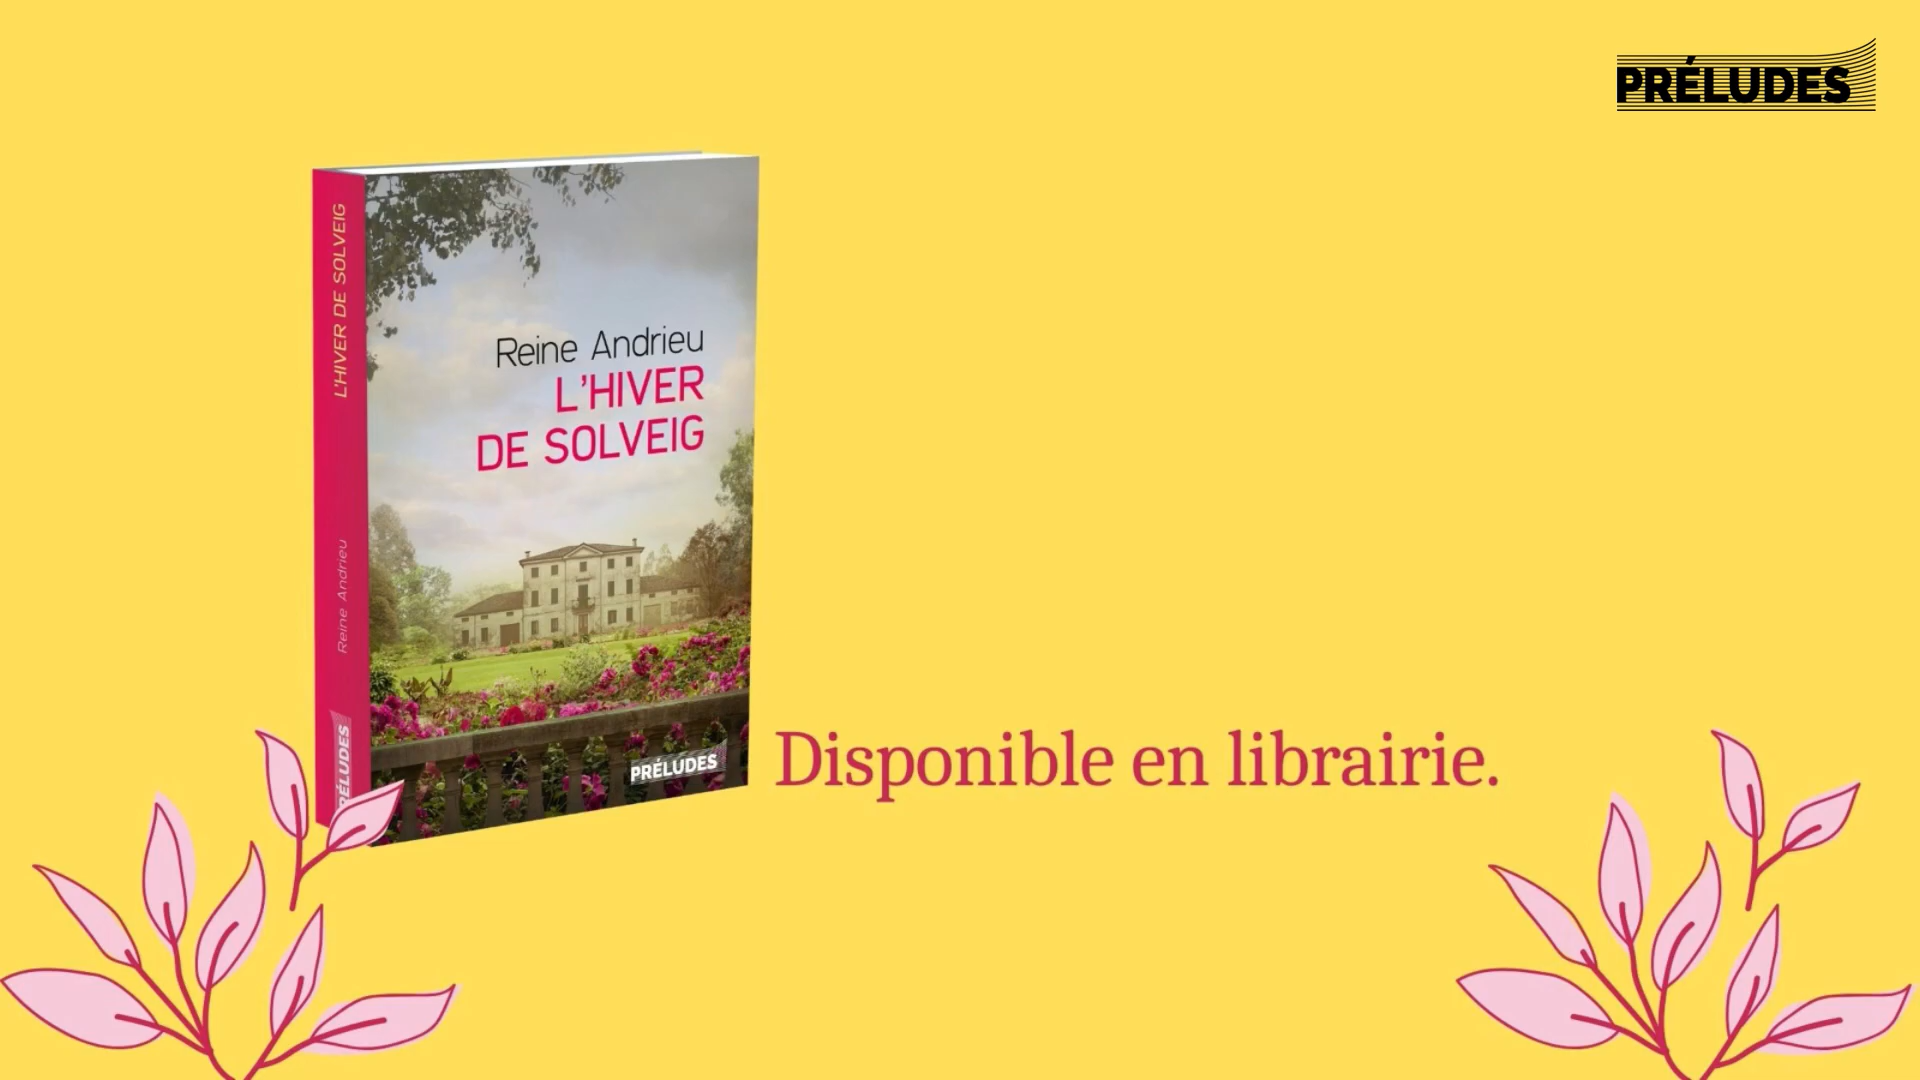 PRÉLUDES
L'HIVER DE SOLVEIG
Reine Andrieu
PRÉLUDES
Reine Andrieu
L'HIVER
DE SOLVEIG
PRÉLUDES
Disponible en librairie.